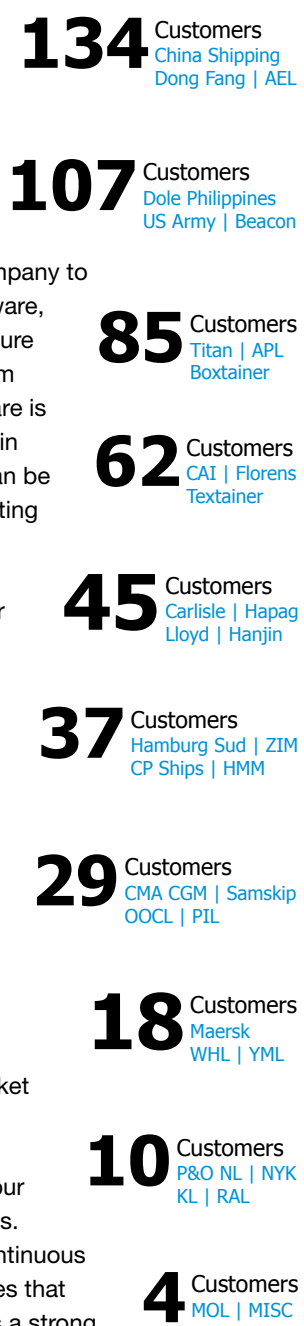 134 Customers
China Shipping
Dong Fang | AEL
107 Customers
Dole Philippines
US Army | Beacon
mpany to
ware,
ure
m
are is
in
an be
ting
r
85 Customers
Titan | APL
Boxtainer
62 Customers
CAI | Florens
Textainer
45 Customers
Carlisle | Hapag
Lloyd | Hanjin
37 Customers
Hamburg Sud | ZIM
CP Ships | HMM
29 Customers
CMA CGM | Samskip
OOCL | PIL
18 Customers
Maersk
WHL | YML
ket
our
s.
ntinuous
es that
s a strong
10 Customers
P&O NL | NYK
KL | RAL
4 Customers
MOL | MISC